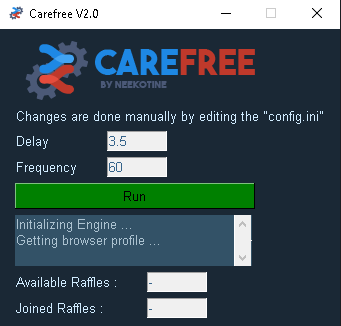 Carefree V2.0
CAREFREE
BY NEEKOTINE
Changes are done manually by editing the "config.ini"
Delay 3.5
Frequency 60
Run
Initializing Engine ...
Getting browser profile ...
Available Raffles : -
Joined Raffles : -